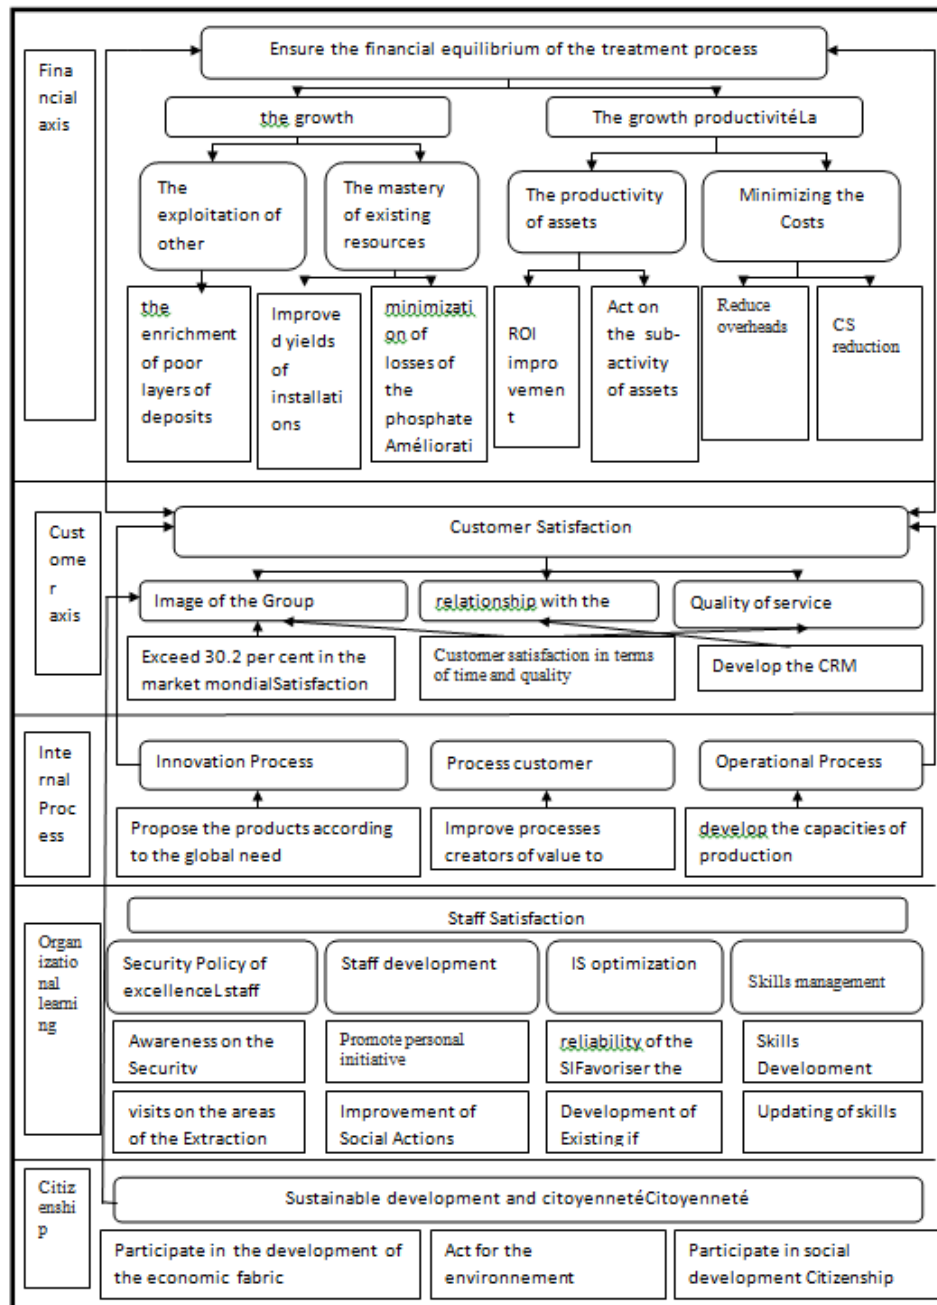 Fina
ncial
axis
Ensure the financial equilibrium of the treatment process
the growth
The growth productivitéLa
The
exploitation of
other
The mastery
of existing
resources
The productivity
of assets
Minimizing the
Costs
the
enrichment
of poor
layers of
deposits
Improve
d yields
of
installati
ons
minimizati
on of
losses of
the
phosphate
Améliorati
ROI
impro
vemen
t
Act on
the sub-
activity
of assets
Reduce
overheads
CS
reduction
Cust
ome
r
axis
Customer Satisfaction
Image of the Group
relationship with the
Quality of service
Exceed 30.2 per cent in the
market mondialSatisfaction
Customer satisfaction in terms
of time and quality
Develop the CRM
Inte
rnal
Proc
ess
Innovation Process
Process customer
Operational Process
Propose the products according
to the global need
Improve processes
creators of value to
develop the capacities of
production
Organ
izatio
nal
learni
ng
Staff Satisfaction
Security Policy of
excellenceLstaff
Staff development
IS optimization
Skills management
Awareness on the
Security
Promote personal
initiative
reliability of the
SIFavoriser the
Skills
Development
visits on the areas
of the Extraction
Improvement of
Social Actions
Development of
Existing if
Updating of skills
Citiz
enshi
p
Sustainable development and citoyennetéCitoyenneté
Participate in the development of
the economic fabric
Act for the
environnement
Participate in social
development Citizenship